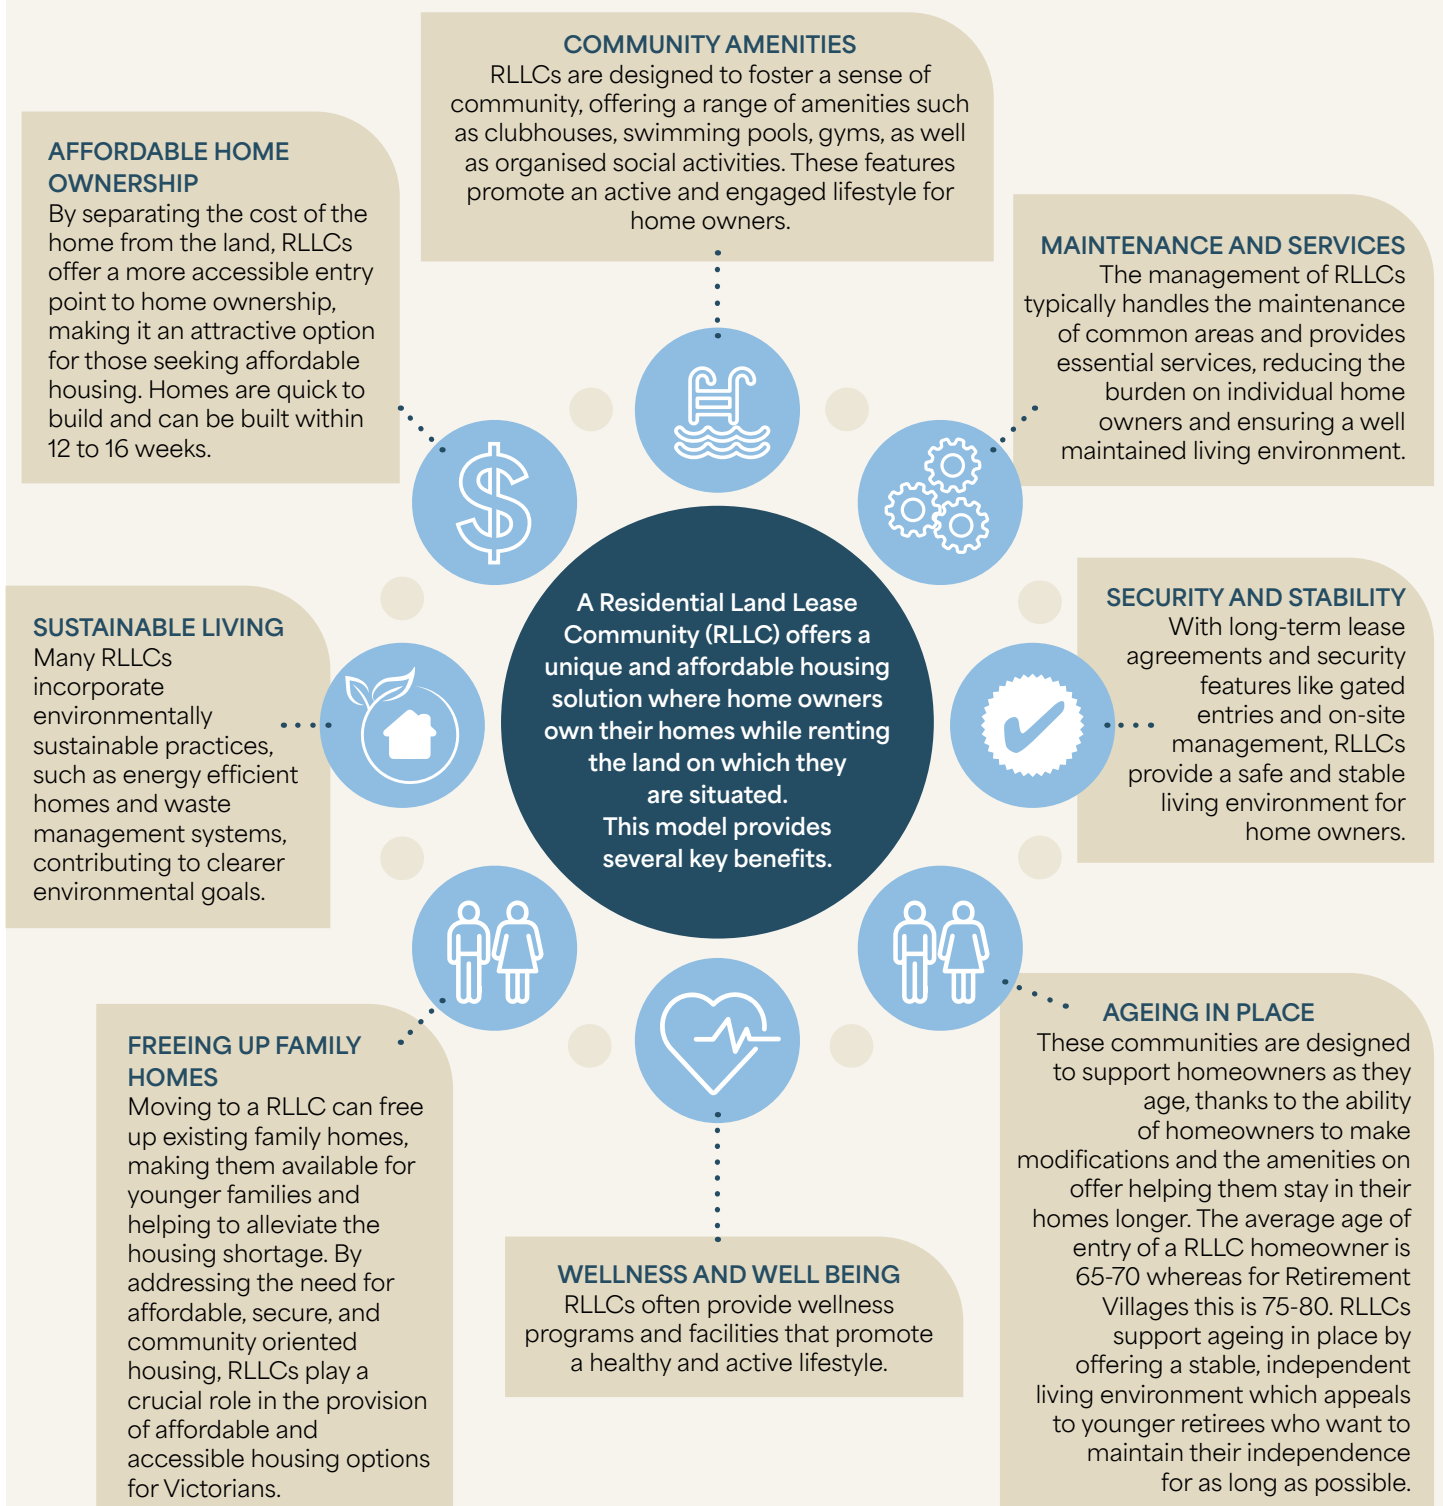 COMMUNITY AMENITIES
RLLCs are designed to foster a sense of
community, offering a range of amenities such
as clubhouses, swimming pools, gyms, as well
as organised social activities. These features
promote an active and engaged lifestyle for
home owners.
AFFORDABLE HOME
OWNERSHIP
By separating the cost of the
home from the land, RLLCs
offer a more accessible entry
point to home ownership,
making it an attractive option
for those seeking affordable
housing. Homes are quick to
build and can be built within
12 to 16 weeks.
MAINTENANCE AND SERVICES
The management of RLLCs
typically handles the maintenance
of common areas and provides
essential services, reducing the
burden on individual home
owners and ensuring a well
maintained living environment.
A Residential Land Lease
Community (RLLC) offers a
unique and affordable housing
solution where home owners
own their homes while renting
the land on which they
are situated.
This model provides
several key benefits.
SUSTAINABLE LIVING
Many RLLCs
incorporate
environmentally
sustainable practices,
such as energy efficient
homes and waste
management systems,
contributing to clearer
environmental goals.
SECURITY AND STABILITY
With long-term lease
agreements and security
features like gated
entries and on-site
management, RLLCs
provide a safe and stable
living environment for
home owners.
FREEING UP FAMILY
HOMES
Moving to a RLLC can free
up existing family homes,
making them available for
younger families and
helping to alleviate the
housing shortage. By
addressing the need for
affordable, secure, and
community oriented
housing, RLLCs play a
crucial role in the provision
of affordable and
accessible housing options
for Victorians.
WELLNESS AND WELL BEING
RLLCs often provide wellness
programs and facilities that promote
a healthy and active lifestyle.
AGEING IN PLACE
These communities are designed
to support homeowners as they
age, thanks to the ability
of homeowners to make
modifications and the amenities on
offer helping them stay in their
homes longer. The average age of
entry of a RLLC homeowner is
65-70 whereas for Retirement
Villages this is 75-80. RLLCs
support ageing in place by
offering a stable, independent
living environment which appeals
to younger retirees who want to
maintain their independence
for as long as possible.